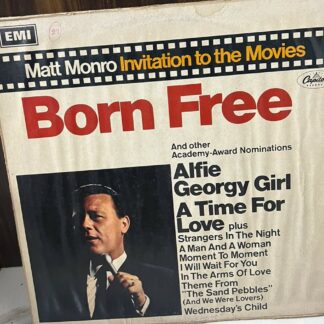 EMI
Matt Monro Invitation to the Movies
Capitol
Born Free
And other
Academy-Award Nominations
Alfie
Georgy Girl
A Time For
Love plus
Strangers In The Night
A Man And A Woman
Moment To Moment
I Will Wait For You
In The Arms Of Love
Theme From
"The Sand Pebbles"
(And We Were Lovers)
Wednesday's Child